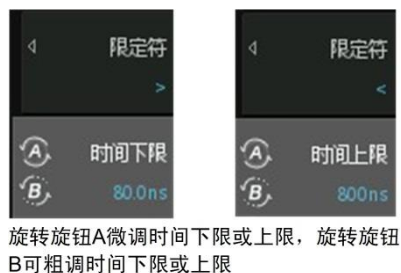 限定符
>
A 时间下限
B 80.0ns
限定符
<
A 时间上限
B 800ns
旋转旋钮A微调时间下限或上限，旋转旋钮
B可粗调时间下限或上限